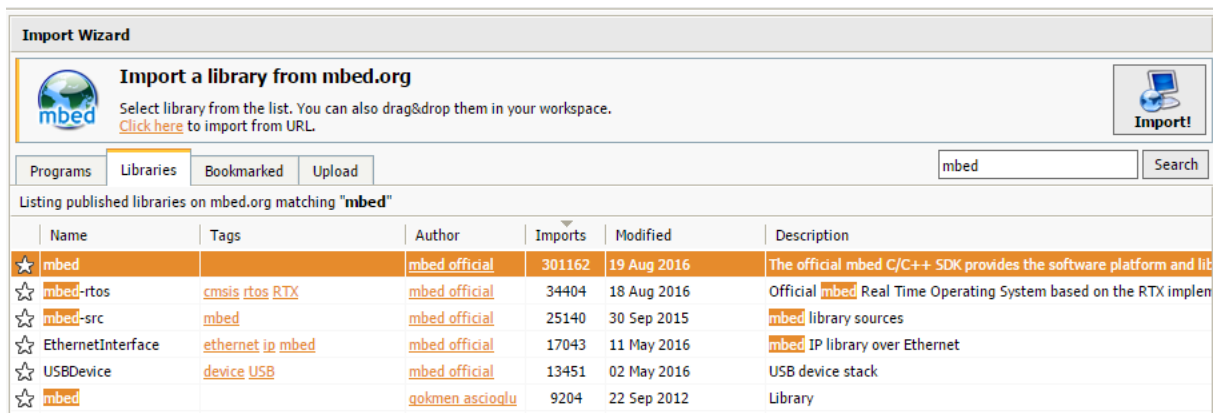 Import Wizard
Import a library from mbed.org
Select library from the list. You can also drag&drop them in your workspace.
Click here to import from URL.
mbed
Import!
Programs Libraries Bookmarked Upload mbed Search
Listing published libraries on mbed.org matching "mbed"
Name Tags Author Imports Modified Description
mbed mbed official 301162 19 Aug 2016 The official mbed C/C++ SDK provides the software platform and lib
mbed-rtos cmsis rtos RTX mbed official 34404 18 Aug 2016 Official mbed Real Time Operating System based on the RTX implem
mbed-src mbed mbed official 25140 30 Sep 2015 mbed library sources
EthernetInterface ethernet ip mbed mbed official 17043 11 May 2016 mbed IP library over Ethernet
USBDevice device USB mbed official 13451 02 May 2016 USB device stack
mbed gokmen ascioglu 9204 22 Sep 2012 Library